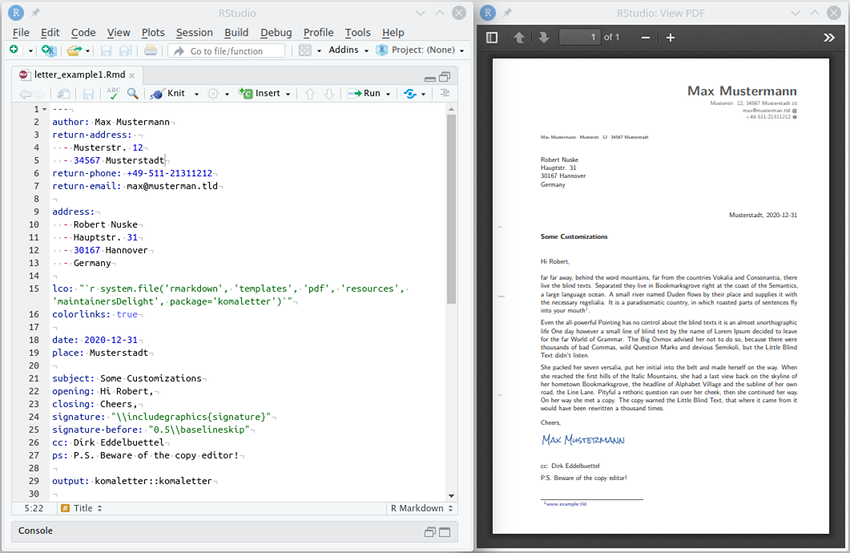 RStudio
File Edit Code View Plots Session Build Debug Profile Tools Help
Go to file/function Addins Project: (None)
letter_example1.Rmd
ABC Knit Insert Run
1 ---
2 author: Max Mustermann
3 return-address:
4 - Musterstr. 12
5 - 34567 Musterstadt
6 return-phone: +49-511-21311212
7 return-email: max@musterman.tld
8
9 address:
10 - Robert Nuske
11 - Hauptstr. 31
12 - 30167 Hannover
13 - Germany
14
15 lco: "`r system.file('rmarkdown', 'templates', 'pdf', 'resources',
'maintainersDelight', package='komaletter')`"
16 colorlinks: true
17
18 date: 2020-12-31
19 place: Musterstadt
20
21 subject: Some Customizations
22 opening: Hi Robert,
23 closing: Cheers,
24 signature: "\\includegraphics{signature}"
25 signature-before: "0.5\\baselineskip"
26 cc: Dirk Eddelbuettel
27 ps: P.S. Beware of the copy editor!
28
29 output: komaletter::komaletter
30
5:22 # Title R Markdown
Console
RStudio: View PDF
1 of 1
Max Mustermann
Musterstr. 12, 34567 Musterstadt
max@musterman.tld
+49-511-21311212
Max Mustermann · Musterstr. 12 · 34567 Musterstadt
Robert Nuske
Hauptstr. 31
30167 Hannover
Germany
Musterstadt, 2020-12-31
Some Customizations
Hi Robert,
far far away, behind the word mountains, far from the countries Vokalia and Consonantia, there
live the blind texts. Separated they live in Bookmarksgrove right at the coast of the Semantics,
a large language ocean. A small river named Duden flows by their place and supplies it with
the necessary regelialia. It is a paradisematic country, in which roasted parts of sentences fly
into your mouth¹.
Even the all-powerful Pointing has no control about the blind texts it is an almost unorthographic
life One day however a small line of blind text by the name of Lorem Ipsum decided to leave
for the far World of Grammar. The Big Oxmox advised her not to do so, because there were
thousands of bad Commas, wild Question Marks and devious Semikoli, but the Little Blind
Text didn't listen.
She packed her seven versalia, put her initial into the belt and made herself on the way. When
she reached the first hills of the Italic Mountains, she had a last view back on the skyline of
her hometown Bookmarksgrove, the headline of Alphabet Village and the subline of her own
road, the Line Lane. Pityful a rethoric question ran over her cheek, then she continued her way.
On her way she met a copy. The copy warned the Little Blind Text, that where it came from it
would have been rewritten a thousand times.
Cheers,
Max Mustermann
cc: Dirk Eddelbuettel
P.S. Beware of the copy editor!
¹www.example.tld